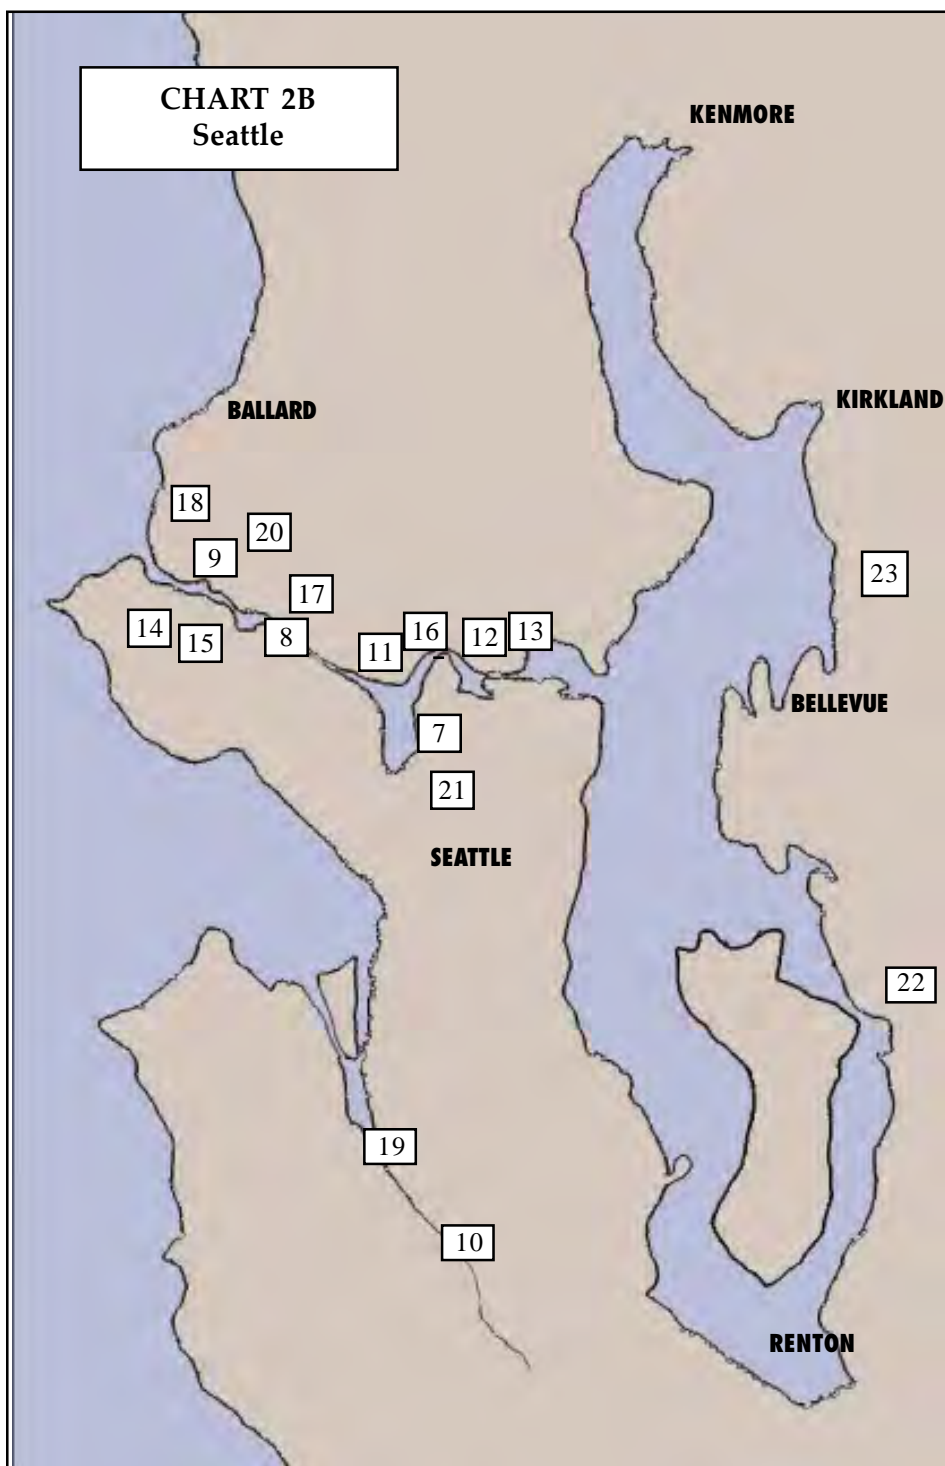 CHART 2B
Seattle
KENMORE
KIRKLAND
BALLARD
18
20
9
23
17
14
15
8
11
16
12
13
BELLEVUE
7
21
SEATTLE
22
19
10
RENTON